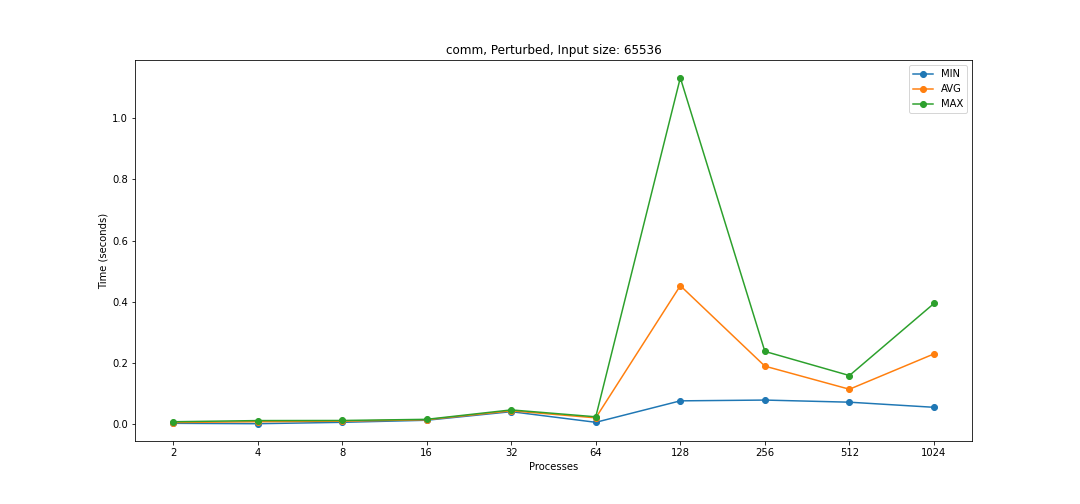 comm, Perturbed, Input size: 65536
MIN
AVG
MAX
Time (seconds)
1.0
0.8
0.6
0.4
0.2
0.0
2 4 8 16 32 64 128 256 512 1024
Processes